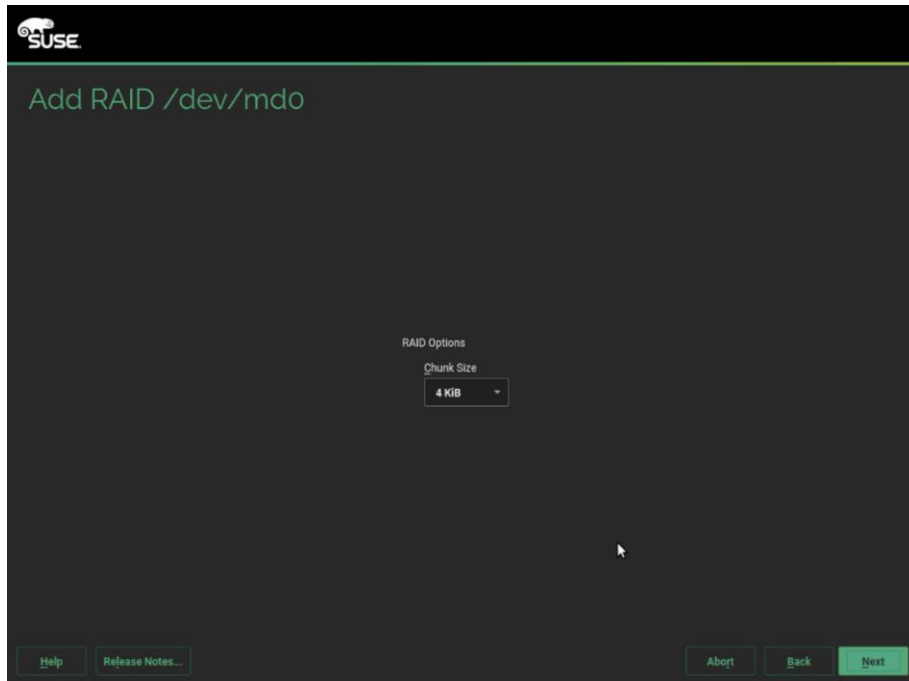 SUSE.
Add RAID /dev/md0
RAID Options
Chunk Size
4 KiB
Help Release Notes... Abort Back Next